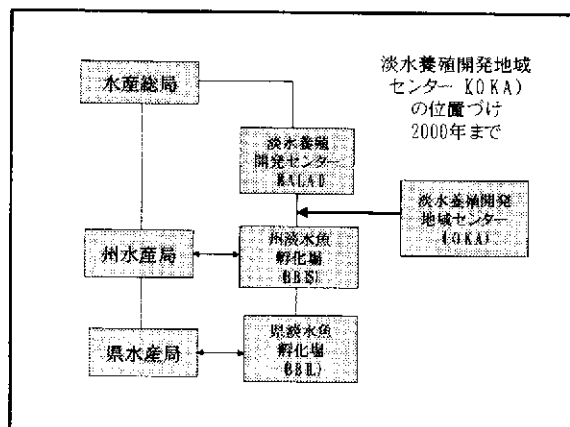 水産総局
淡水養殖開発地域
センター (LOKA)
の位置づけ
2000年まで
淡水養殖
開発センター
淡水養殖開発
地域センター
州水産局
州淡水魚
孵化場
(BBIS)
県水産局
県淡水魚
孵化場
(BBIL)